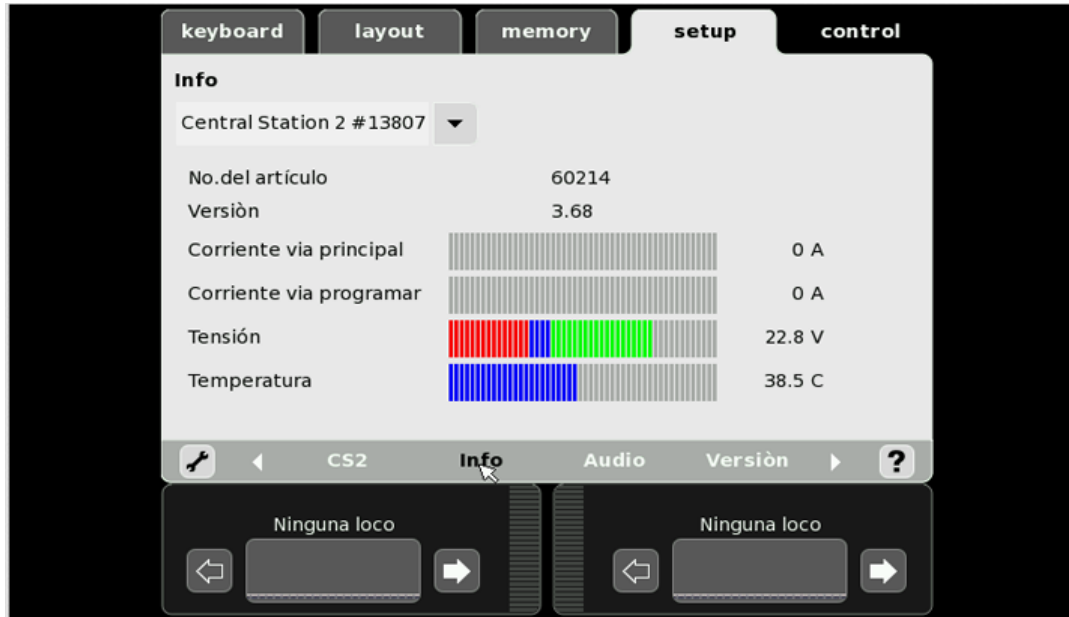 keyboard layout memory setup control
Info
Central Station 2 #13807
No.del artículo 60214
Versiòn 3.68
Corriente via principal 0 A
Corriente via programar 0 A
Tensión 22.8 V
Temperatura 38.5 C
CS2 Info Audio Versiòn ?
Ninguna loco Ninguna loco